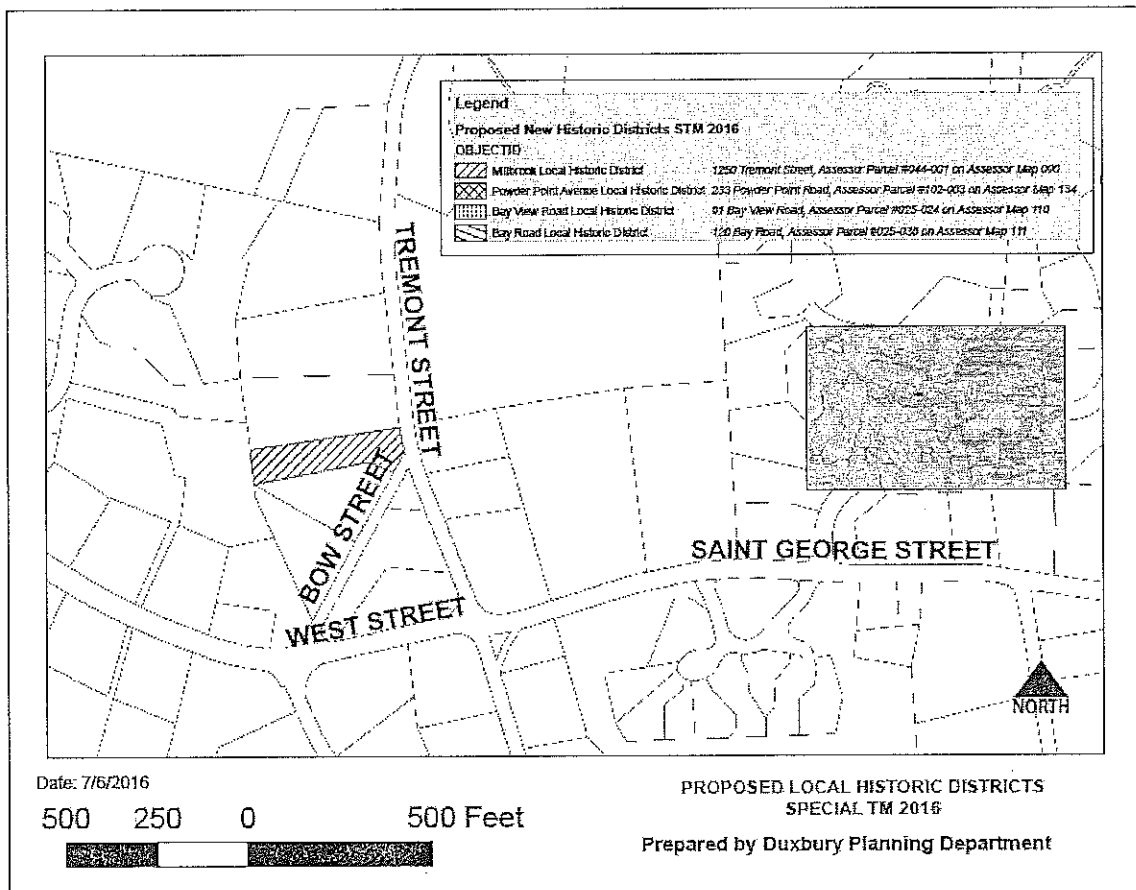 Legend
Proposed New Historic Districts STM 2016
OBJECTID
Millbrook Local Historic District 1250 Tremont Street, Assessor Parcel #044-001 on Assessor Map 090
Powder Point Avenue Local Historic District 233 Powder Point Road, Assessor Parcel #102-003 on Assessor Map 134
Bay View Road Local Historic District 91 Bay View Road, Assessor Parcel #025-024 on Assessor Map 110
Bay Road Local Historic District 120 Bay Road, Assessor Parcel #025-038 on Assessor Map 111
TREMONT STREET
BOW STREET
SAINT GEORGE STREET
WEST STREET
NORTH
Date: 7/6/2016
500 250 0 500 Feet
PROPOSED LOCAL HISTORIC DISTRICTS
SPECIAL TM 2016
Prepared by Duxbury Planning Department